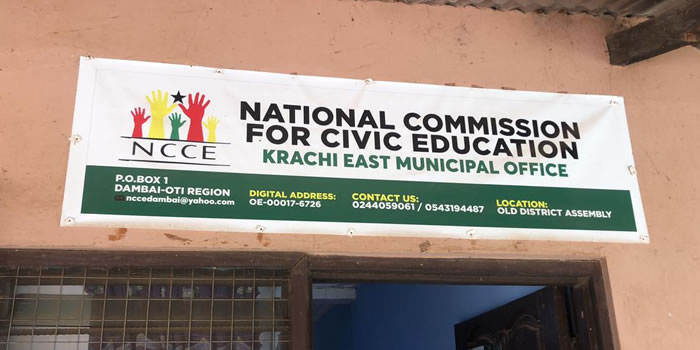 NCCE
NATIONAL COMMISSION
FOR CIVIC EDUCATION
KRACHI EAST MUNICIPAL OFFICE
P.O.BOX 1
DAMBAI-OTI REGION
nccedambai@yahoo.com
DIGITAL ADDRESS:
OE-00017-6726
CONTACT US:
0244059061 / 0543194487
LOCATION:
OLD DISTRICT ASSEMBLY